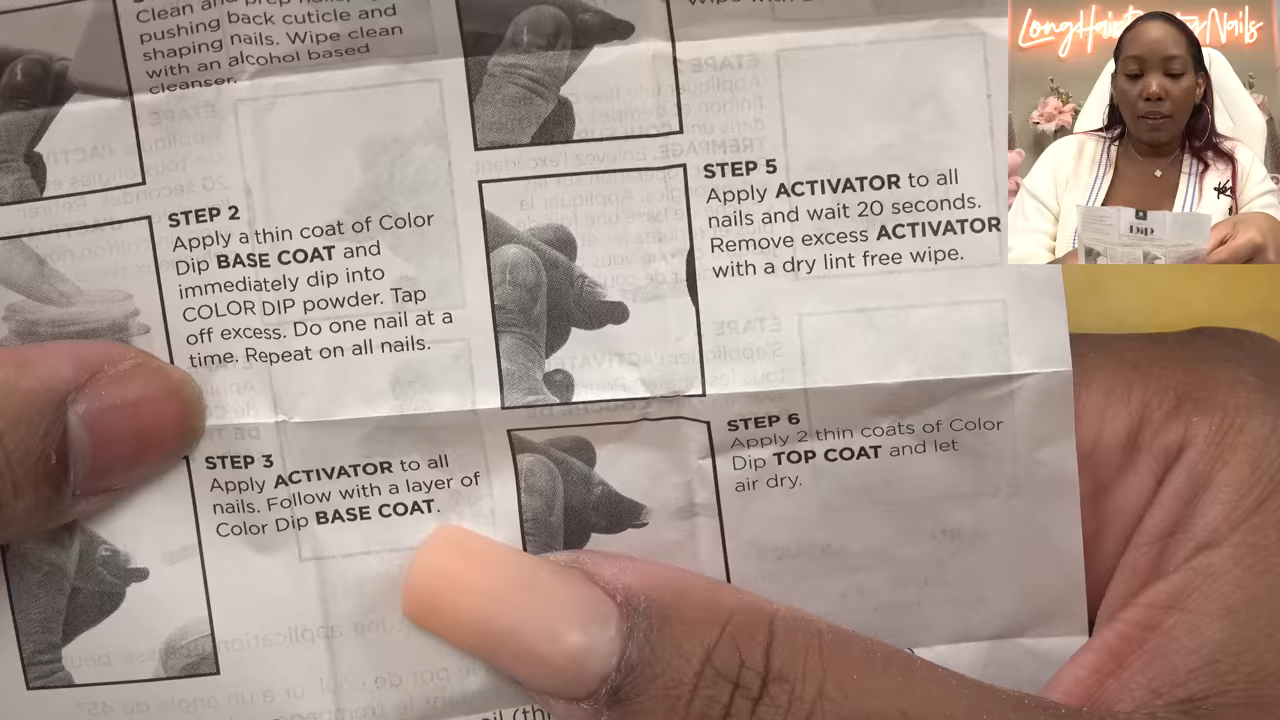 Clean and prep nails,
pushing back cuticle and
shaping nails. Wipe clean
with an alcohol based
cleanser.
STEP 2
Apply a thin coat of Color
Dip BASE COAT and
immediately dip into
COLOR DIP powder. Tap
off excess. Do one nail at a
time. Repeat on all nails.
STEP 3
Apply ACTIVATOR to all
nails. Follow with a layer of
Color Dip BASE COAT.
STEP 5
Apply ACTIVATOR to all
nails and wait 20 seconds.
Remove excess ACTIVATOR
with a dry lint free wipe.
STEP 6
Apply 2 thin coats of Color
Dip TOP COAT and let
air dry.
LongHair Nails
DIP